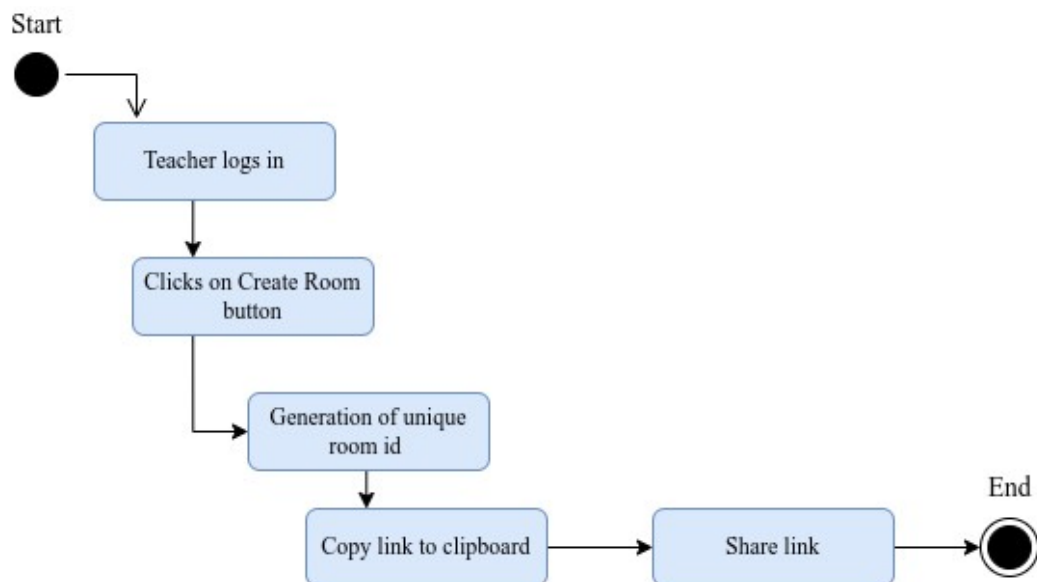 Start
Teacher logs in
Clicks on Create Room
button
Generation of unique
room id
Copy link to clipboard
Share link
End